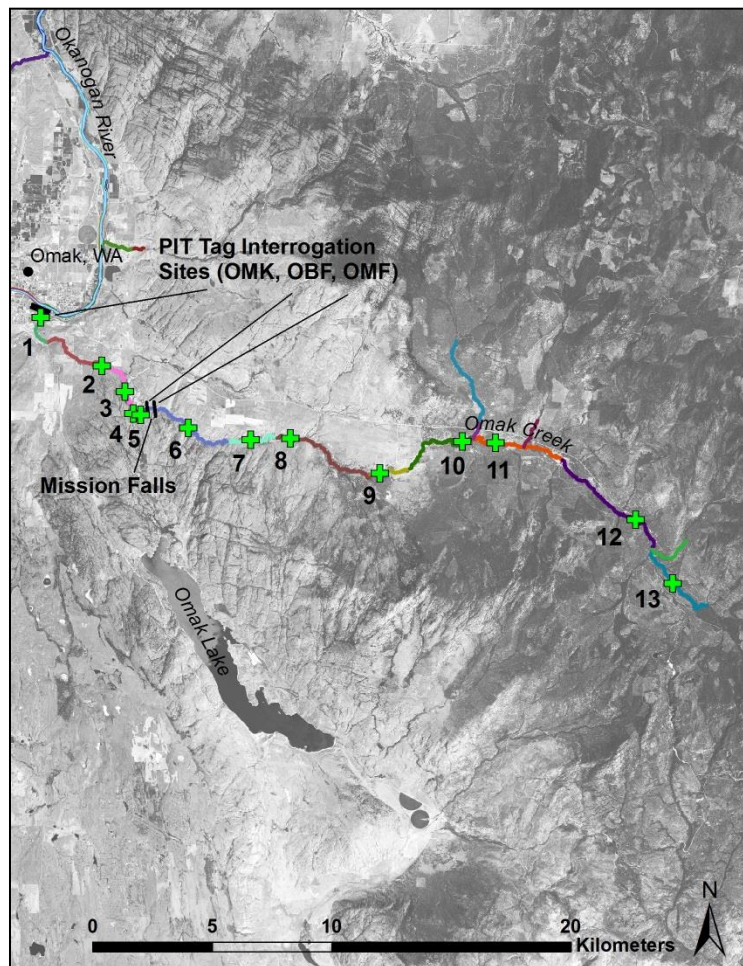 Okanogan River
Omak, WA
PIT Tag Interrogation
Sites (OMK, OBF, OMF)
1
2
3
4
5
6
7
8
9
10
Omak Creek
11
12
13
Mission Falls
Omak Lake
N
0
10
20
Kilometers